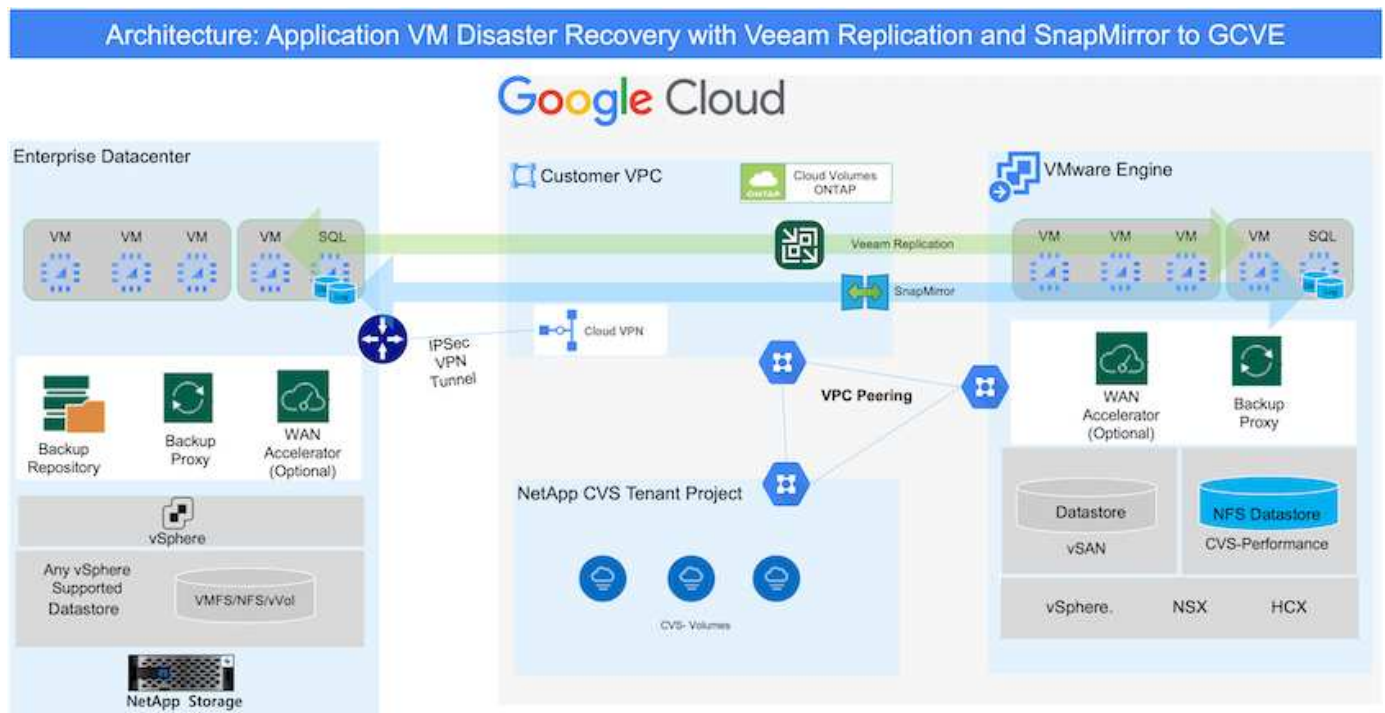 Architecture: Application VM Disaster Recovery with Veeam Replication and SnapMirror to GCVE
Google Cloud
Enterprise Datacenter
VM
VM
VM
VM
SQL
IPSec
VPN
Tunnel
Backup
Repository
Backup
Proxy
WAN
Accelerator
(Optional)
vSphere
Any vSphere
Supported
Datastore
VMFS/NFS/vVol
NetApp Storage
Customer VPC
ONTAP
Cloud Volumes
ONTAP
Veeam Replication
SnapMirror
Cloud VPN
VPC Peering
NetApp CVS Tenant Project
CVS- Volumes
VMware Engine
VM
VM
VM
VM
SQL
WAN
Accelerator
(Optional)
Backup
Proxy
Datastore
vSAN
NFS Datastore
CVS-Performance
vSphere.
NSX
HCX